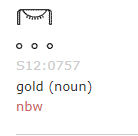 𓋞
∘ ∘ ∘
S12:0757
gold (noun)
nbw